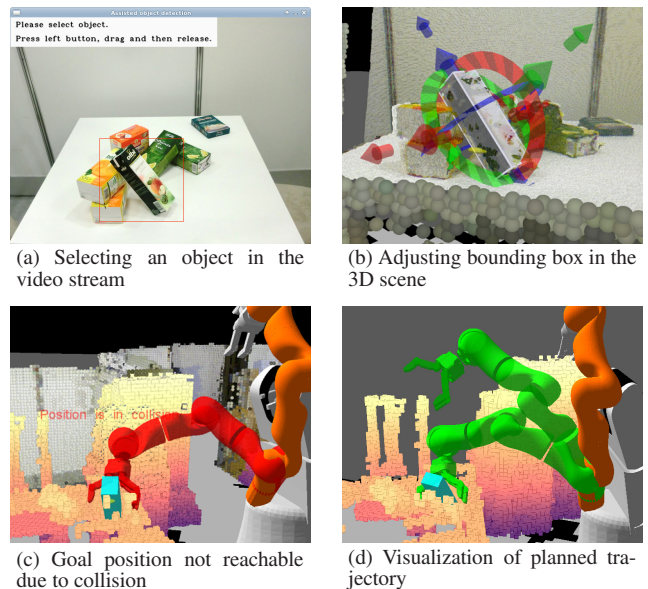 Assisted object detection
Please select object.
Press left button, drag and then release.
(a) Selecting an object in the
video stream
(b) Adjusting bounding box in the
3D scene
Position is in collision
(c) Goal position not reachable
due to collision
(d) Visualization of planned tra-
jectory